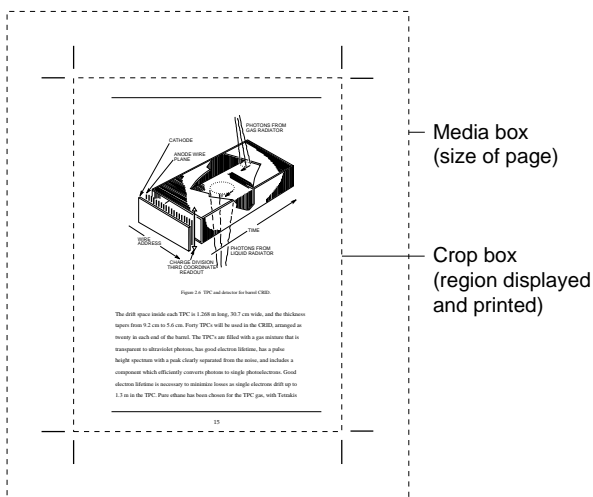 PHOTONS FROM
GAS RADIATOR
CATHODE
ANODE WIRE
PLANE
Media box
(size of page)
TIME
WIRE
ADDRESS
PHOTONS FROM
LIQUID RADIATOR
CHARGE DIVISION
THIRD COORDINATE
READOUT
Crop box
(region displayed
and printed)
Figure 2.6 TPC and detector for barrel CRID.
The drift space inside each TPC is 1.268 m long, 30.7 cm wide, and the thickness
tapers from 9.2 cm to 5.6 cm. Forty TPCs will be used in the CRID, arranged as
twenty in each end of the barrel. The TPC's are filled with a gas mixture that is
transparent to ultraviolet photons, has good electron lifetime, has a pulse
height spectrum with a peak clearly separated from the noise, and includes a
component which efficiently converts photons to single photoelectrons. Good
electron lifetime is necessary to minimize losses as single electrons drift up to
1.3 m in the TPC. Pure ethane has been chosen for the TPC gas, with Tetrakis
15